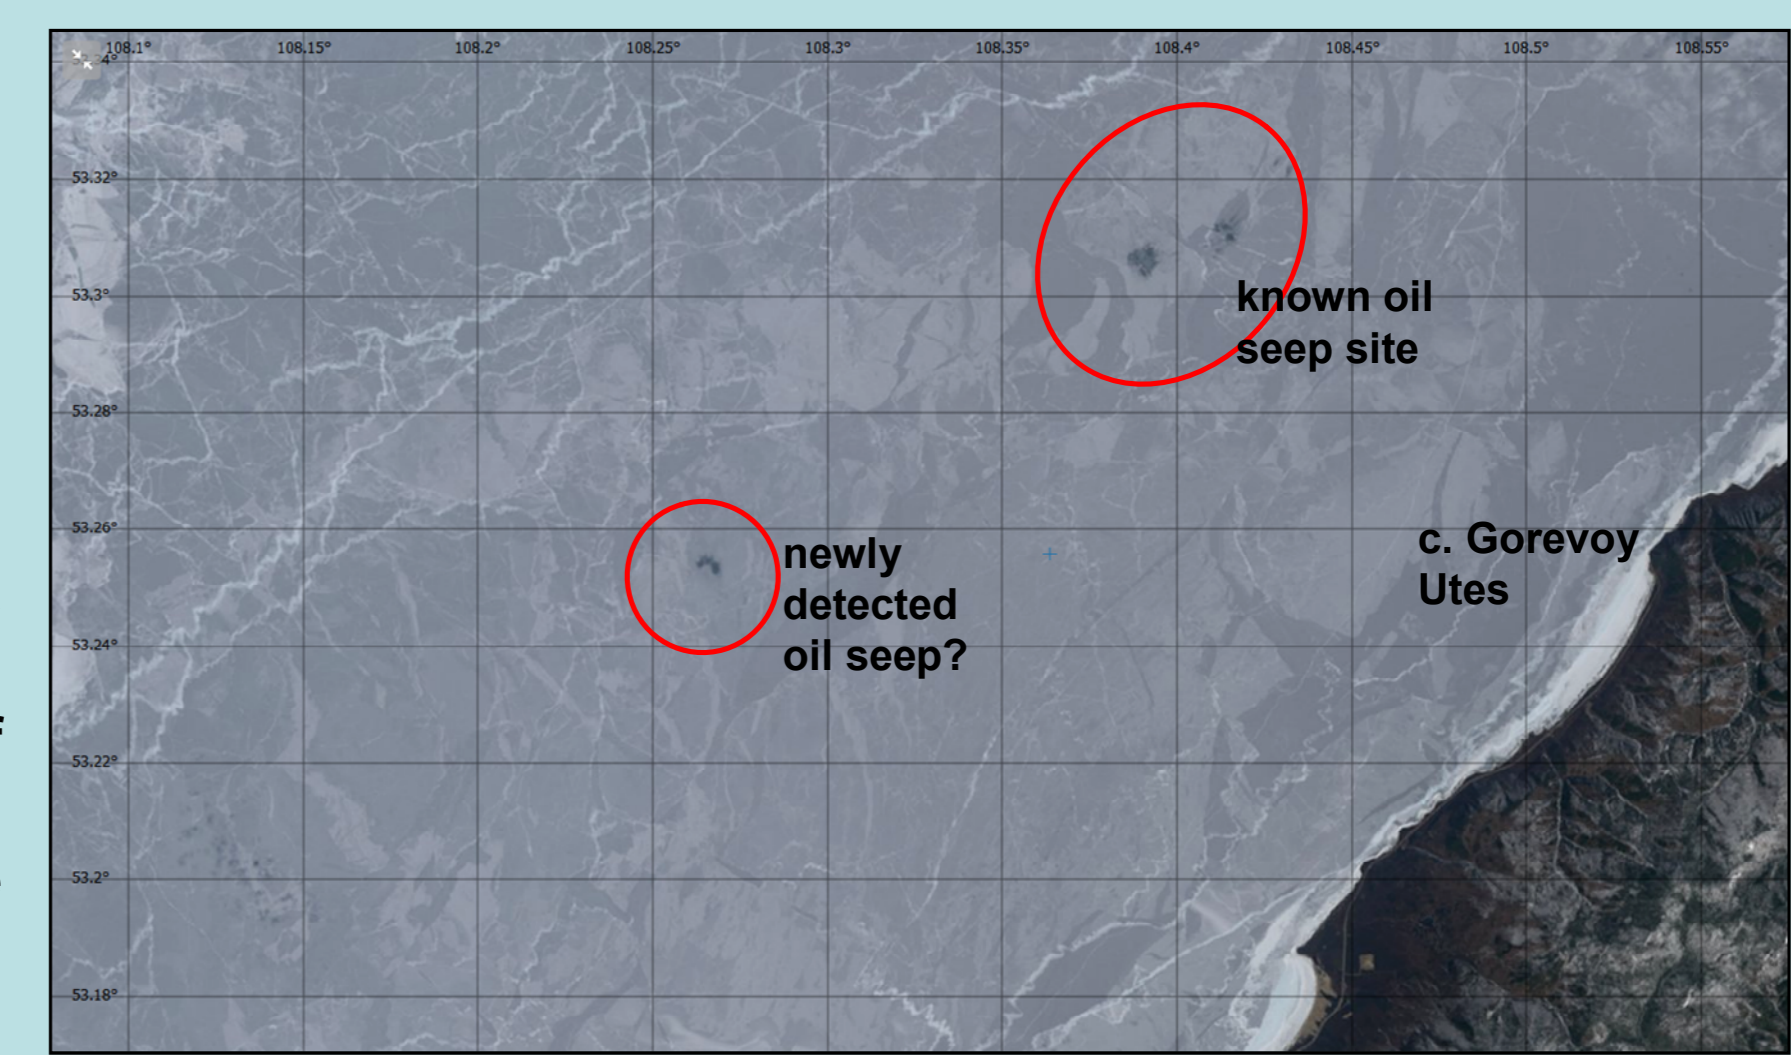 108.1° 108.15° 108.2° 108.25° 108.3° 108.35° 108.4° 108.45° 108.5° 108.55°
53.32°
53.3°
known oil
seep site
53.28°
53.26°
c. Gorevoy
Utes
newly
detected
oil seep?
53.24°
53.22°
53.2°
53.18°